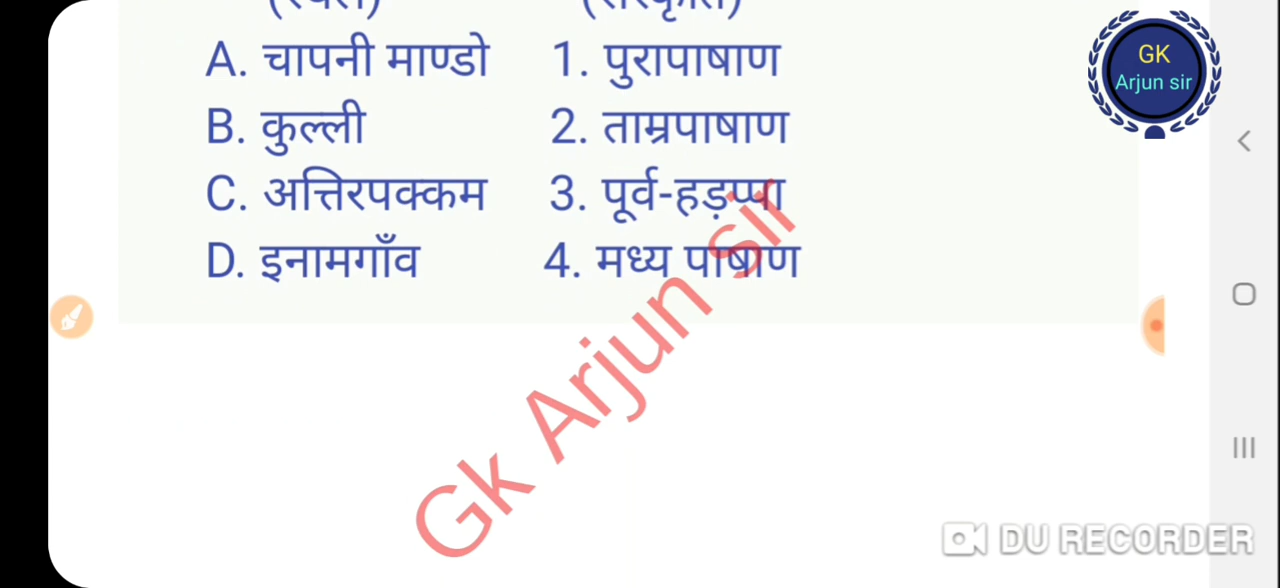 (स्थल) (संस्कृति)
A. चापनी माण्डो 1. पुरापाषाण
B. कुल्ली 2. ताम्रपाषाण
C. अत्तिरपक्कम 3. पूर्व-हड़प्पा
D. इनामगाँव 4. मध्य पाषाण
GK
Arjun sir
Gk Arjun sir
DU RECORDER